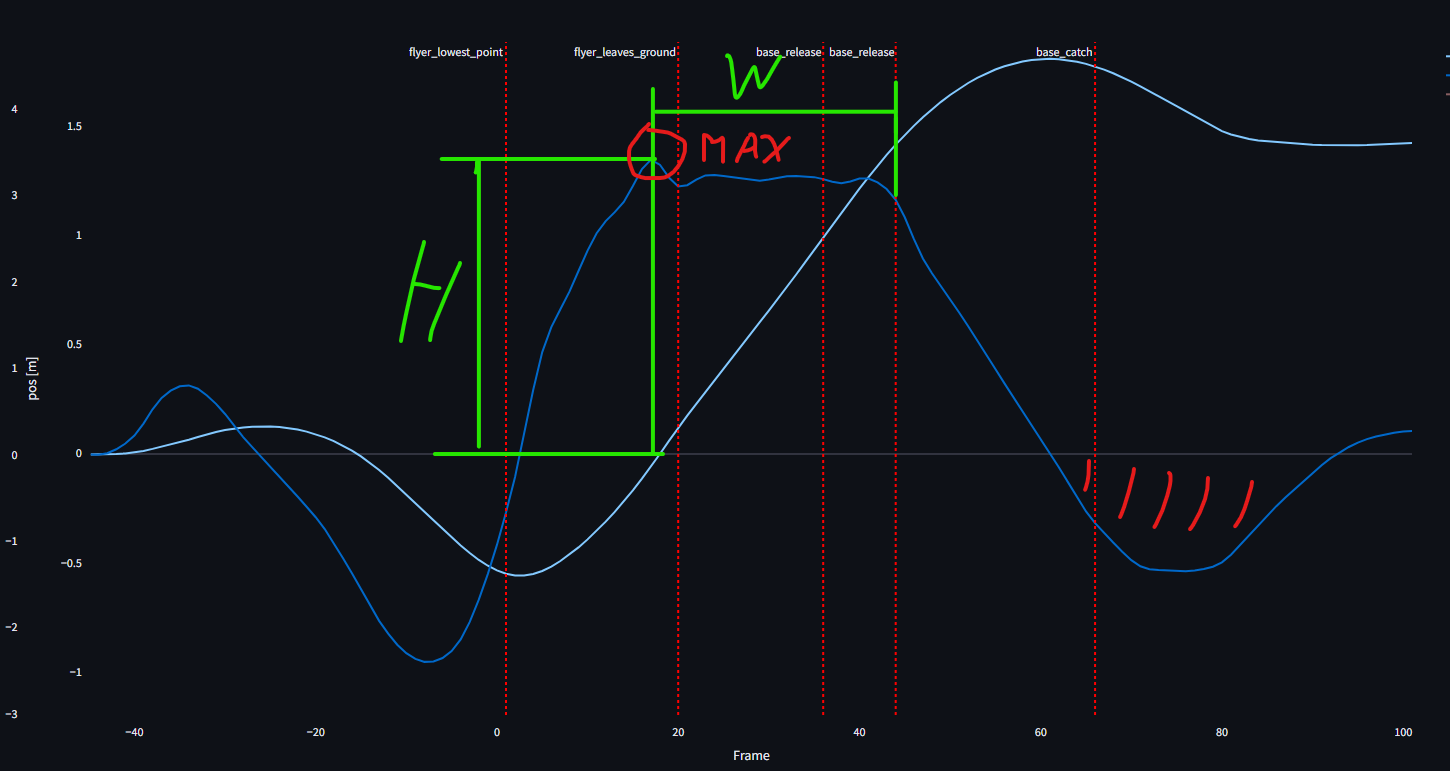 flyer_lowest_point flyer_leaves_ground base_release base_release base_catch
W
MAX
H
4
3
2
1
0
−1
−2
−3
1.5
1
0.5
0
−0.5
−1
pos [m]
−40 −20 0 20 40 60 80 100
Frame